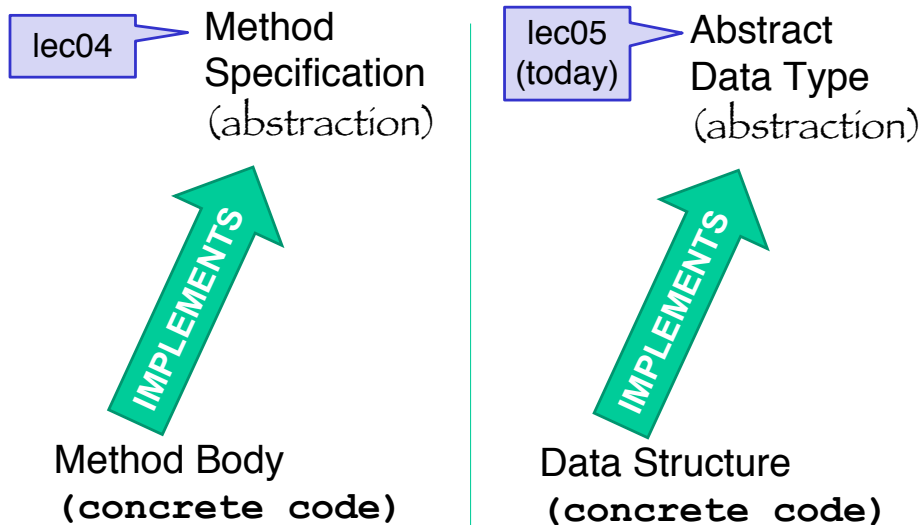 lec04
Method
Specification
(abstraction)
IMPLEMENTS
Method Body
(concrete code)
lec05
(today)
Abstract
Data Type
(abstraction)
IMPLEMENTS
Data Structure
(concrete code)